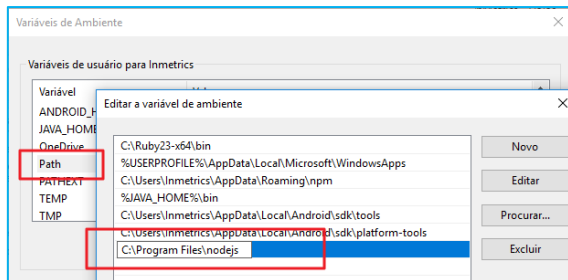 Variáveis de Ambiente
Variáveis de usuário para Inmetrics
Variável
ANDROID_H
JAVA_HOME
OneDrive
Path
PATHEXT
TEMP
TMP
Editar a variável de ambiente
C:\Ruby23-x64\bin
%USERPROFILE%\AppData\Local\Microsoft\WindowsApps
C:\Users\Inmetrics\AppData\Roaming\npm
%JAVA_HOME%\bin
C:\Users\Inmetrics\AppData\Local\Android\sdk\tools
C:\Users\Inmetrics\AppData\Local\Android\sdk\platform-tools
C:\Program Files\nodejs
Novo
Editar
Procurar...
Excluir